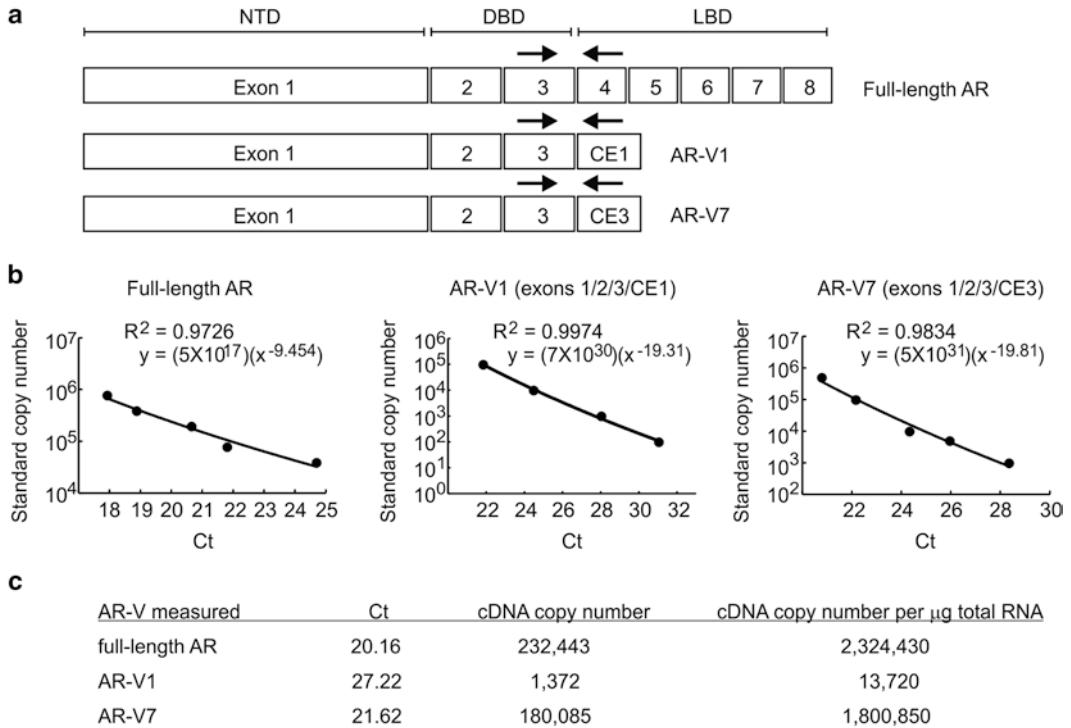 a
NTD DBD LBD
Exon 1 2 3 4 5 6 7 8 Full-length AR
Exon 1 2 3 CE1 AR-V1
Exon 1 2 3 CE3 AR-V7
b
Full-length AR
R² = 0.9726
y = (5X10¹⁷)(x⁻⁹·⁴⁵⁴)
Standard copy number
10⁷
10⁶
10⁵
10⁴
18 19 20 21 22 23 24 25
Ct
AR-V1 (exons 1/2/3/CE1)
R² = 0.9974
y = (7X10³⁰)(x⁻¹⁹·³¹)
Standard copy number
10⁶
10⁵
10⁴
10³
10²
10¹
10⁰
22 24 26 28 30 32
Ct
AR-V7 (exons 1/2/3/CE3)
R² = 0.9834
y = (5X10³¹)(x⁻¹⁹·⁸¹)
Standard copy number
10⁶
10⁵
10⁴
10³
10²
22 24 26 28 30
Ct
c
AR-V measured Ct cDNA copy number cDNA copy number per μg total RNA
full-length AR 20.16 232,443 2,324,430
AR-V1 27.22 1,372 13,720
AR-V7 21.62 180,085 1,800,850